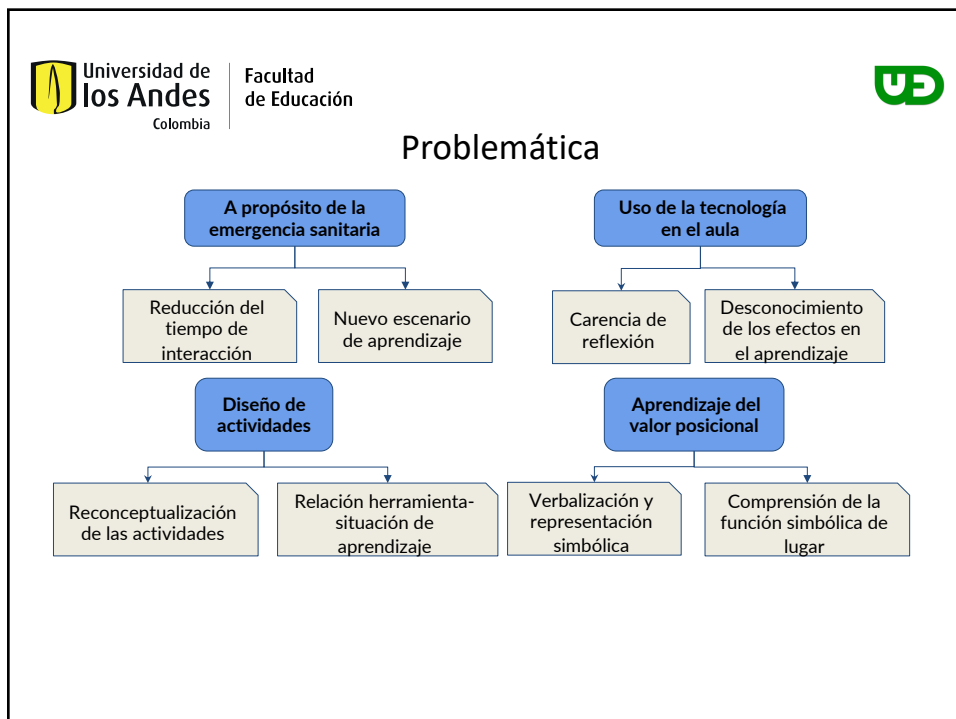 Universidad de
los Andes
Colombia
Facultad
de Educación
UED
Problemática
A propósito de la
emergencia sanitaria
Reducción del
tiempo de
interacción
Nuevo escenario
de aprendizaje
Uso de la tecnología
en el aula
Carencia de
reflexión
Desconocimiento
de los efectos en
el aprendizaje
Diseño de
actividades
Reconceptualización
de las actividades
Relación herramienta-
situación de
aprendizaje
Aprendizaje del
valor posicional
Verbalización y
representación
simbólica
Comprensión de la
función simbólica de
lugar